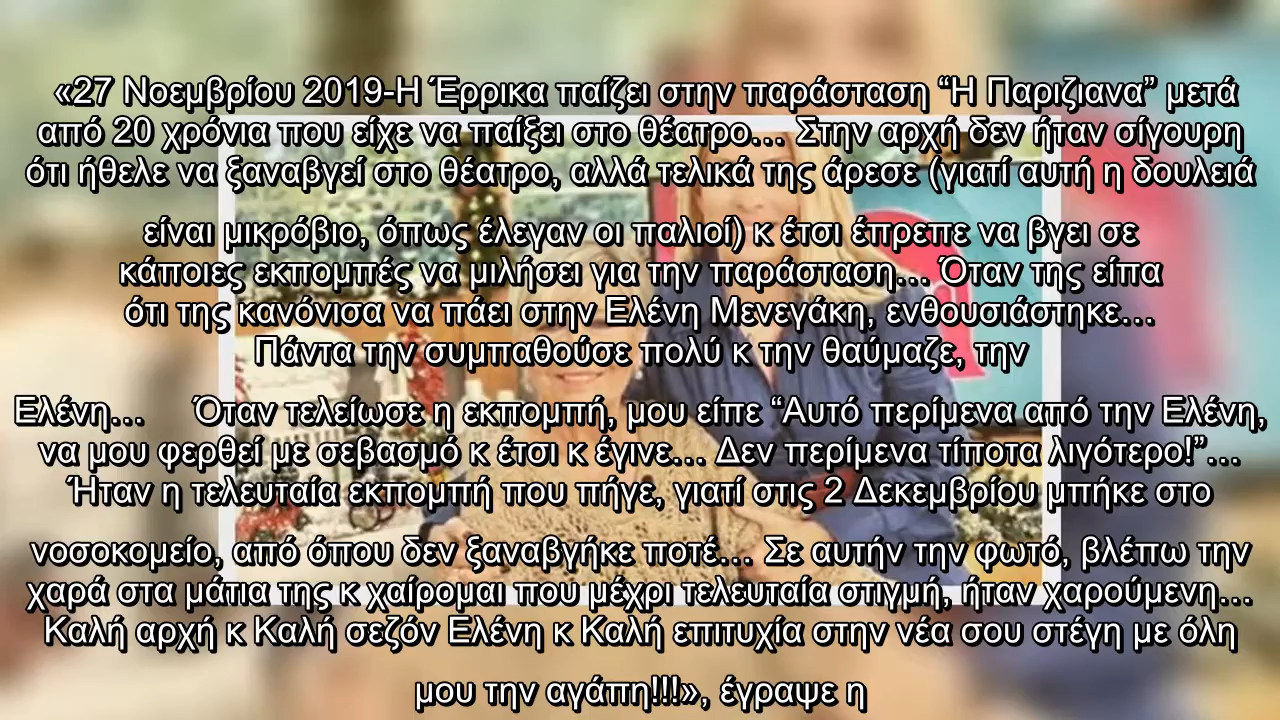 «27 Νοεμβρίου 2019-Η Έρρικα παίζει στην παράσταση “Η Παριζιανα” μετά
από 20 χρόνια που είχε να παίξει στο θέατρο… Στην αρχή δεν ήταν σίγουρη
ότι ήθελε να ξαναβγεί στο θέατρο, αλλά τελικά της άρεσε (γιατί αυτή η δουλειά
είναι μικρόβιο, όπως έλεγαν οι παλιοί) κ έτσι έπρεπε να βγει σε
κάποιες εκπομπές να μιλήσει για την παράσταση… Όταν της είπα
ότι της κανόνισα να πάει στην Ελένη Μενεγάκη, ενθουσιάστηκε…
Πάντα την συμπαθούσε πολύ κ την θαύμαζε, την
Ελένη… Όταν τελείωσε η εκπομπή, μου είπε “Αυτό περίμενα από την Ελένη,
να μου φερθεί με σεβασμό κ έτσι κ έγινε… Δεν περίμενα τίποτα λιγότερο!”…
Ήταν η τελευταία εκπομπή που πήγε, γιατί στις 2 Δεκεμβρίου μπήκε στο
νοσοκομείο, από όπου δεν ξαναβγήκε ποτέ… Σε αυτήν την φωτό, βλέπω την
χαρά στα μάτια της κ χαίρομαι που μέχρι τελευταία στιγμή, ήταν χαρούμενη…
Καλή αρχή κ Καλή σεζόν Ελένη κ Καλή επιτυχία στην νέα σου στέγη με όλη
μου την αγάπη!!!», έγραψε η